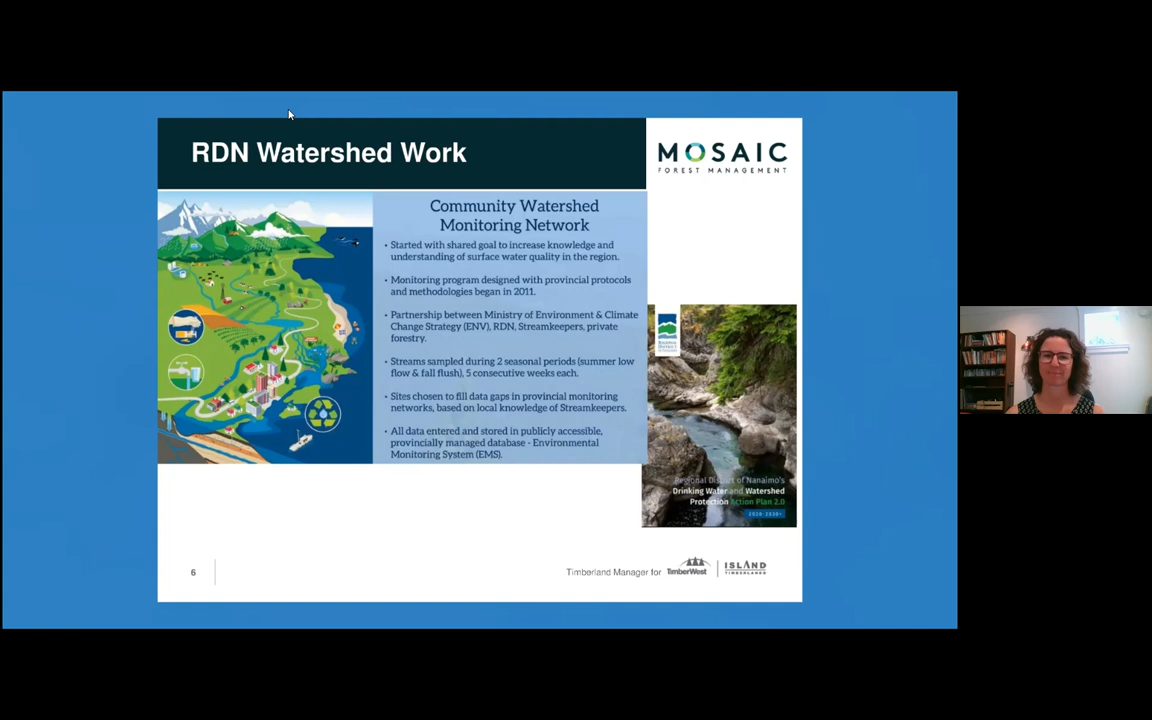 RDN Watershed Work
MOSAIC
FOREST MANAGEMENT
Community Watershed
Monitoring Network
• Started with shared goal to increase knowledge and
understanding of surface water quality in the region.
• Monitoring program designed with provincial protocols
and methodologies began in 2011.
• Partnership between Ministry of Environment & Climate
Change Strategy (ENV), RDN, Streamkeepers, private
forestry.
• Streams sampled during 2 seasonal periods (summer low
flow & fall flush), 5 consecutive weeks each.
• Sites chosen to fill data gaps in provincial monitoring
networks, based on local knowledge of Streamkeepers.
• All data entered and stored in publicly accessible,
provincially managed database - Environmental
Monitoring System (EMS).
REGIONAL
DISTRICT
Regional District of Nanaimo's
Drinking Water and Watershed
Protection Action Plan 2.0
2020-2030+
6
Timberland Manager for
TimberWest
ISLAND
TIMBERLANDS